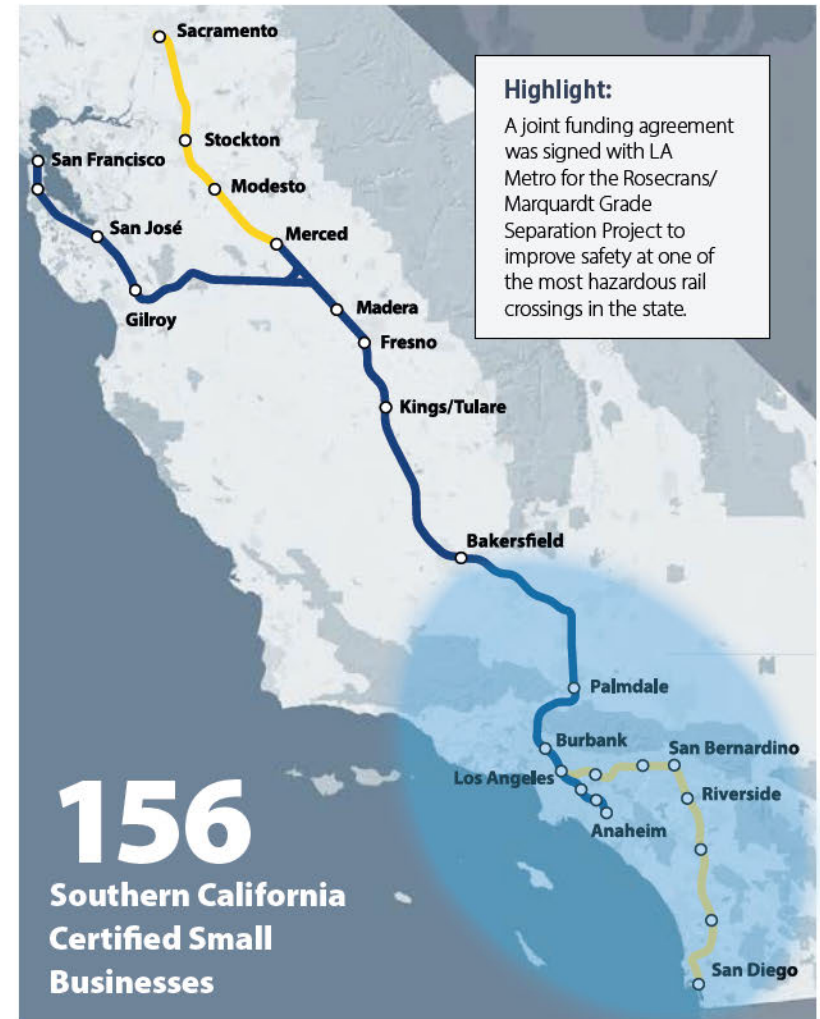 Sacramento
Highlight:
A joint funding agreement
was signed with LA
Metro for the Rosecrans/
Marquardt Grade
Separation Project to
improve safety at one of
the most hazardous rail
crossings in the state.
Stockton
San Francisco
Modesto
San José
Merced
Gilroy
Madera
Fresno
Kings/Tulare
Bakersfield
Palmdale
Burbank
San Bernardino
Los Angeles
Riverside
Anaheim
156
Southern California
Certified Small
Businesses
San Diego